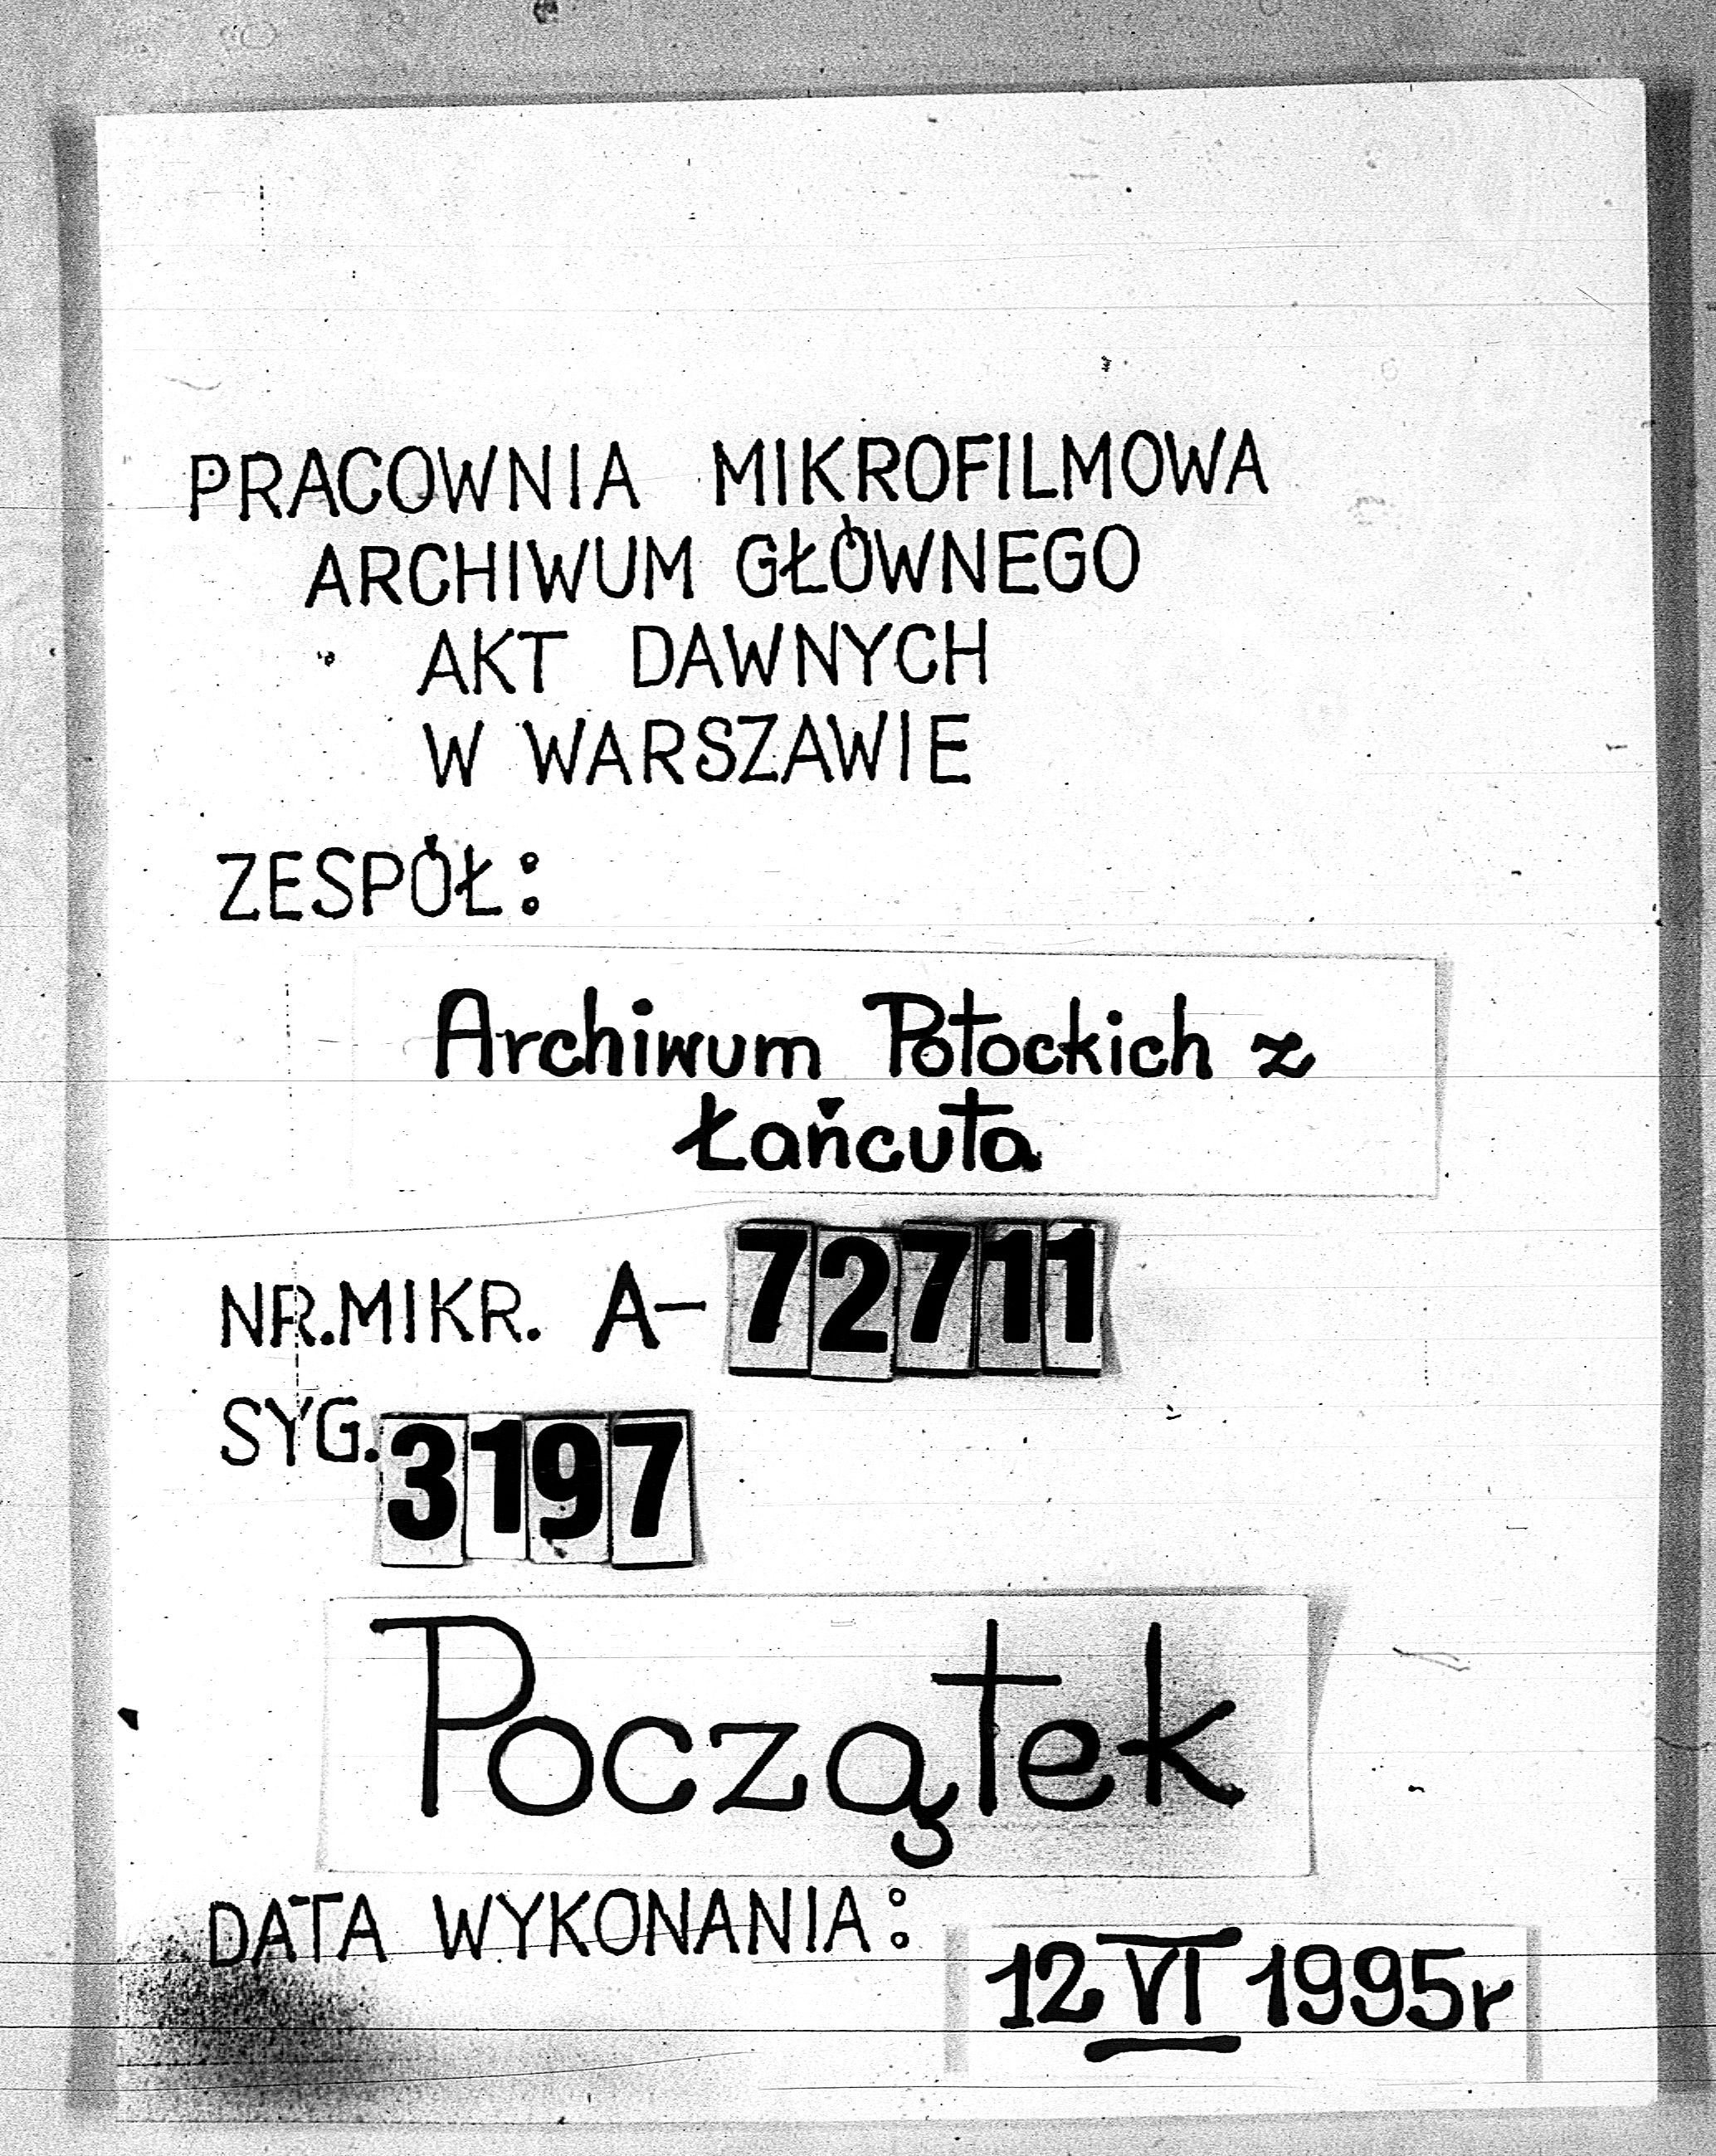 PRACOWNIA MIKROFILMOWA
ARCHIWUM GŁÓWNEGO
AKT DAWNYCH
W WARSZAWIE
ZESPÓŁ:
Archiwum Potockich z
Łańcuta
NR.MIKR. A-72711
SYG. 3197
Początek
DATA WYKONANIA: 12 VI 1995r